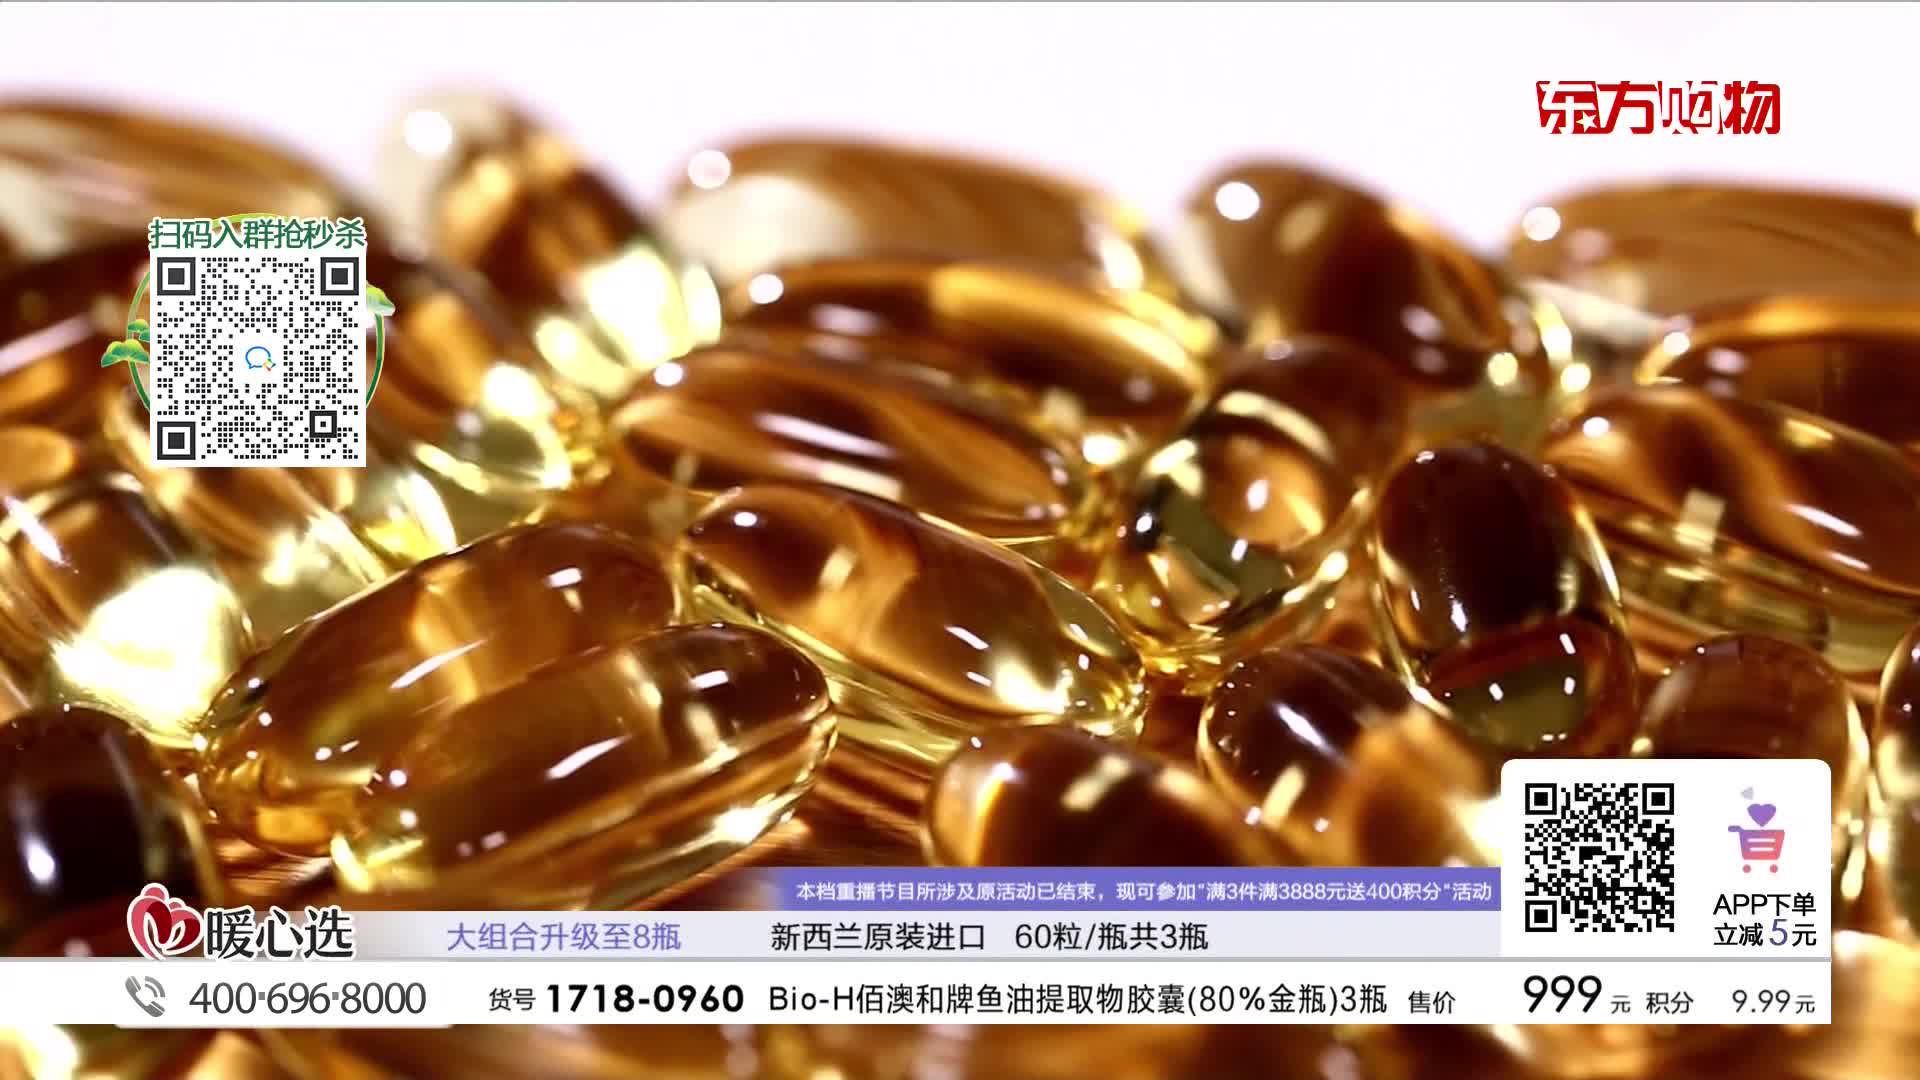 东方购物
扫码入群抢秒杀
本档重播节目所涉及原活动已结束，现可参加"满3件满3888元送400积分"活动
暖心选
大组合升级至8瓶
新西兰原装进口 60粒/瓶共3瓶
APP下单
立减5元
400·696·8000
货号 1718-0960 Bio-H佰澳和牌鱼油提取物胶囊(80%金瓶)3瓶 售价 999元 积分 9.99元